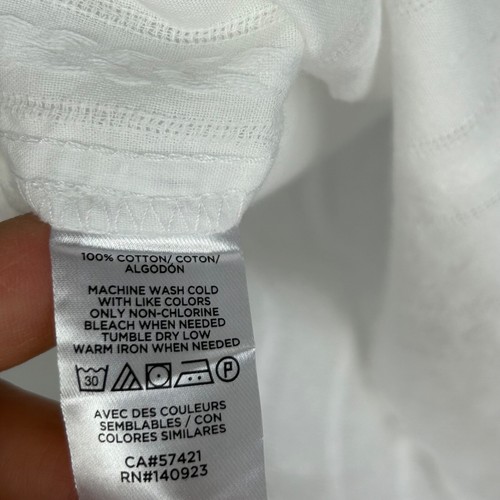 100% COTTON/ COTON/
ALGODÓN
MACHINE WASH COLD
WITH LIKE COLORS
ONLY NON-CHLORINE
BLEACH WHEN NEEDED
TUMBLE DRY LOW
WARM IRON WHEN NEEDED
30 P
AVEC DES COULEURS
SEMBLABLES / CON
COLORES SIMILARES
CA#57421
RN#140923